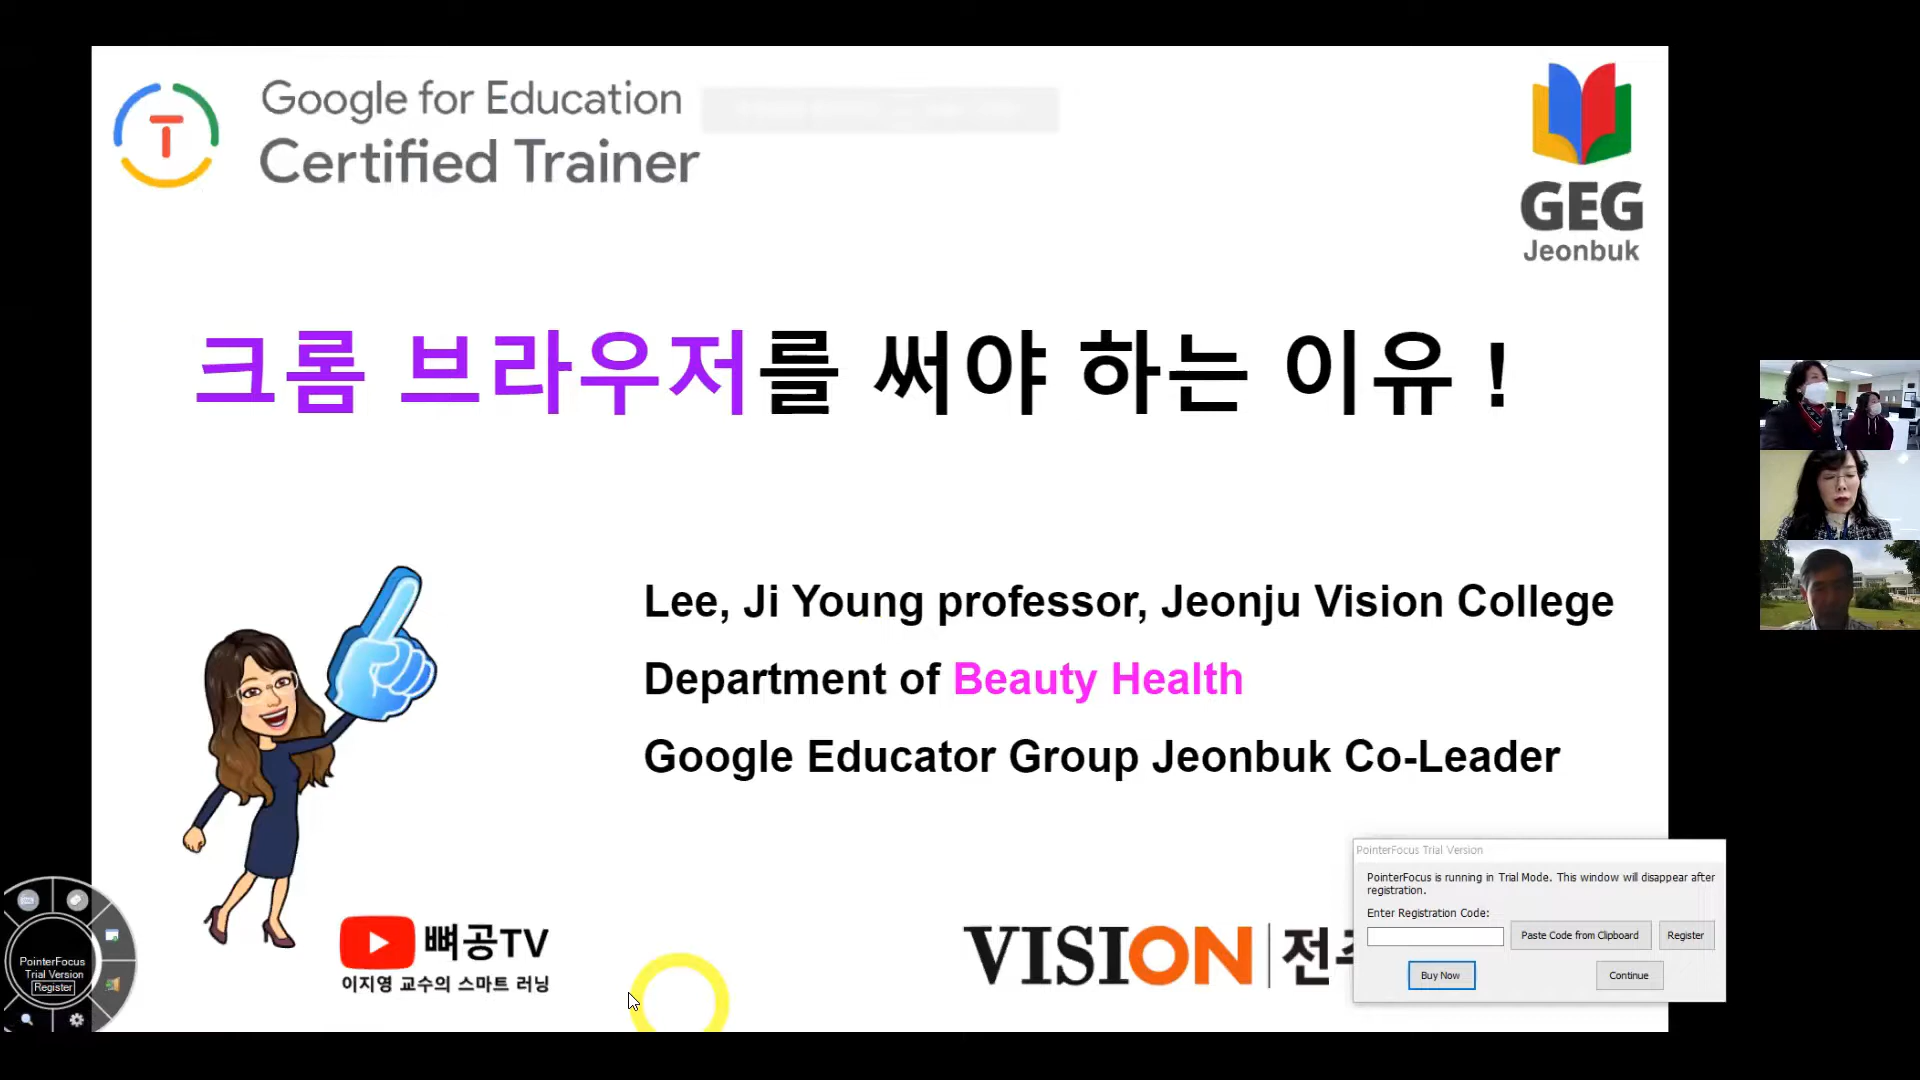 Google for Education
Certified Trainer
GEG
Jeonbuk
크롬 브라우저를 써야 하는 이유 !
Lee, Ji Young professor, Jeonju Vision College
Department of Beauty Health
Google Educator Group Jeonbuk Co-Leader
뼈공TV
이지영 교수의 스마트 러닝
VISION
PointerFocus Trial Version
PointerFocus is running in Trial Mode. This window will disappear after
registration.
Enter Registration Code:
Paste Code from Clipboard
Register
Buy Now
Continue
PointerFocus
Trial Version
Register